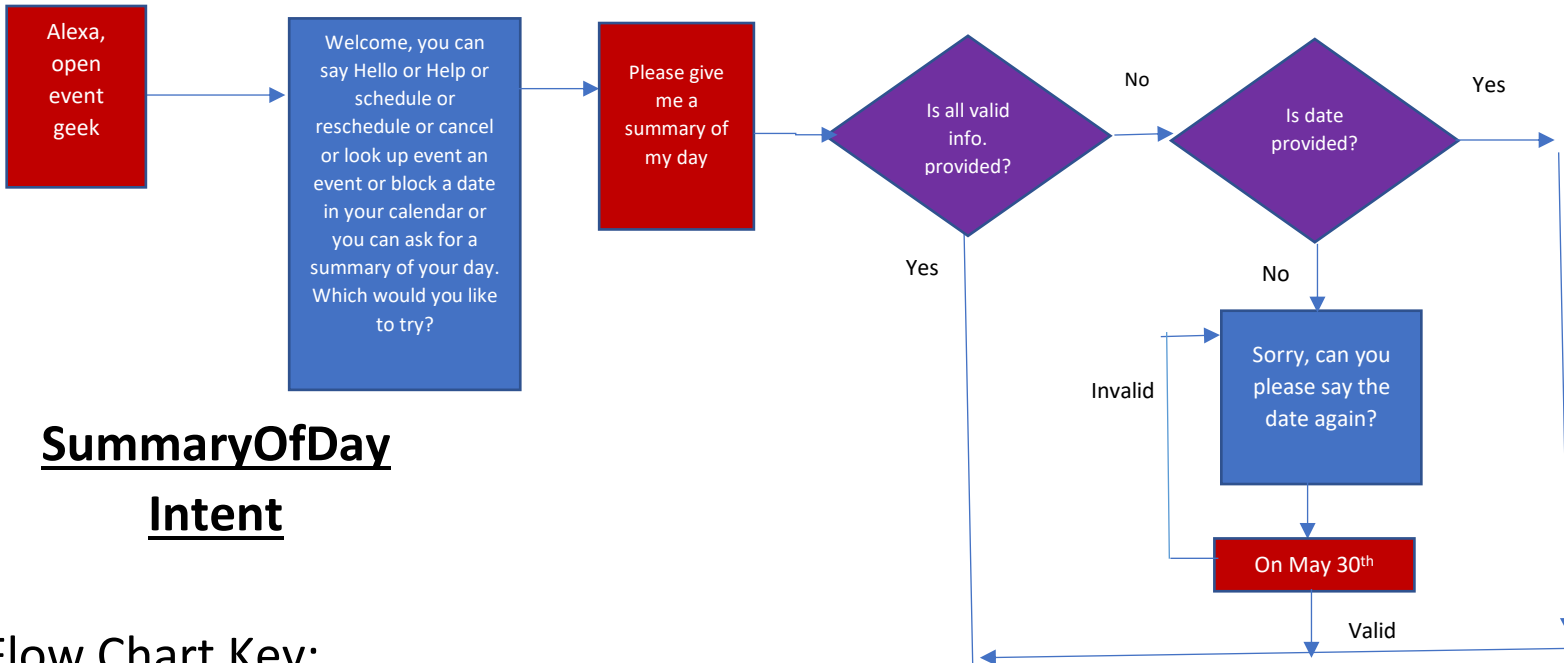 Alexa,
open
event
geek
Welcome, you can
say Hello or Help or
schedule or
reschedule or cancel
or look up event an
event or block a date
in your calendar or
you can ask for a
summary of your day.
Which would you like
to try?
Please give
me a
summary of
my day
Is all valid
info.
provided?
No
Is date
provided?
Yes
Yes
No
Sorry, can you
please say the
date again?
Invalid
On May 30th
Valid
SummaryOfDay
Intent
Flow Chart Key: